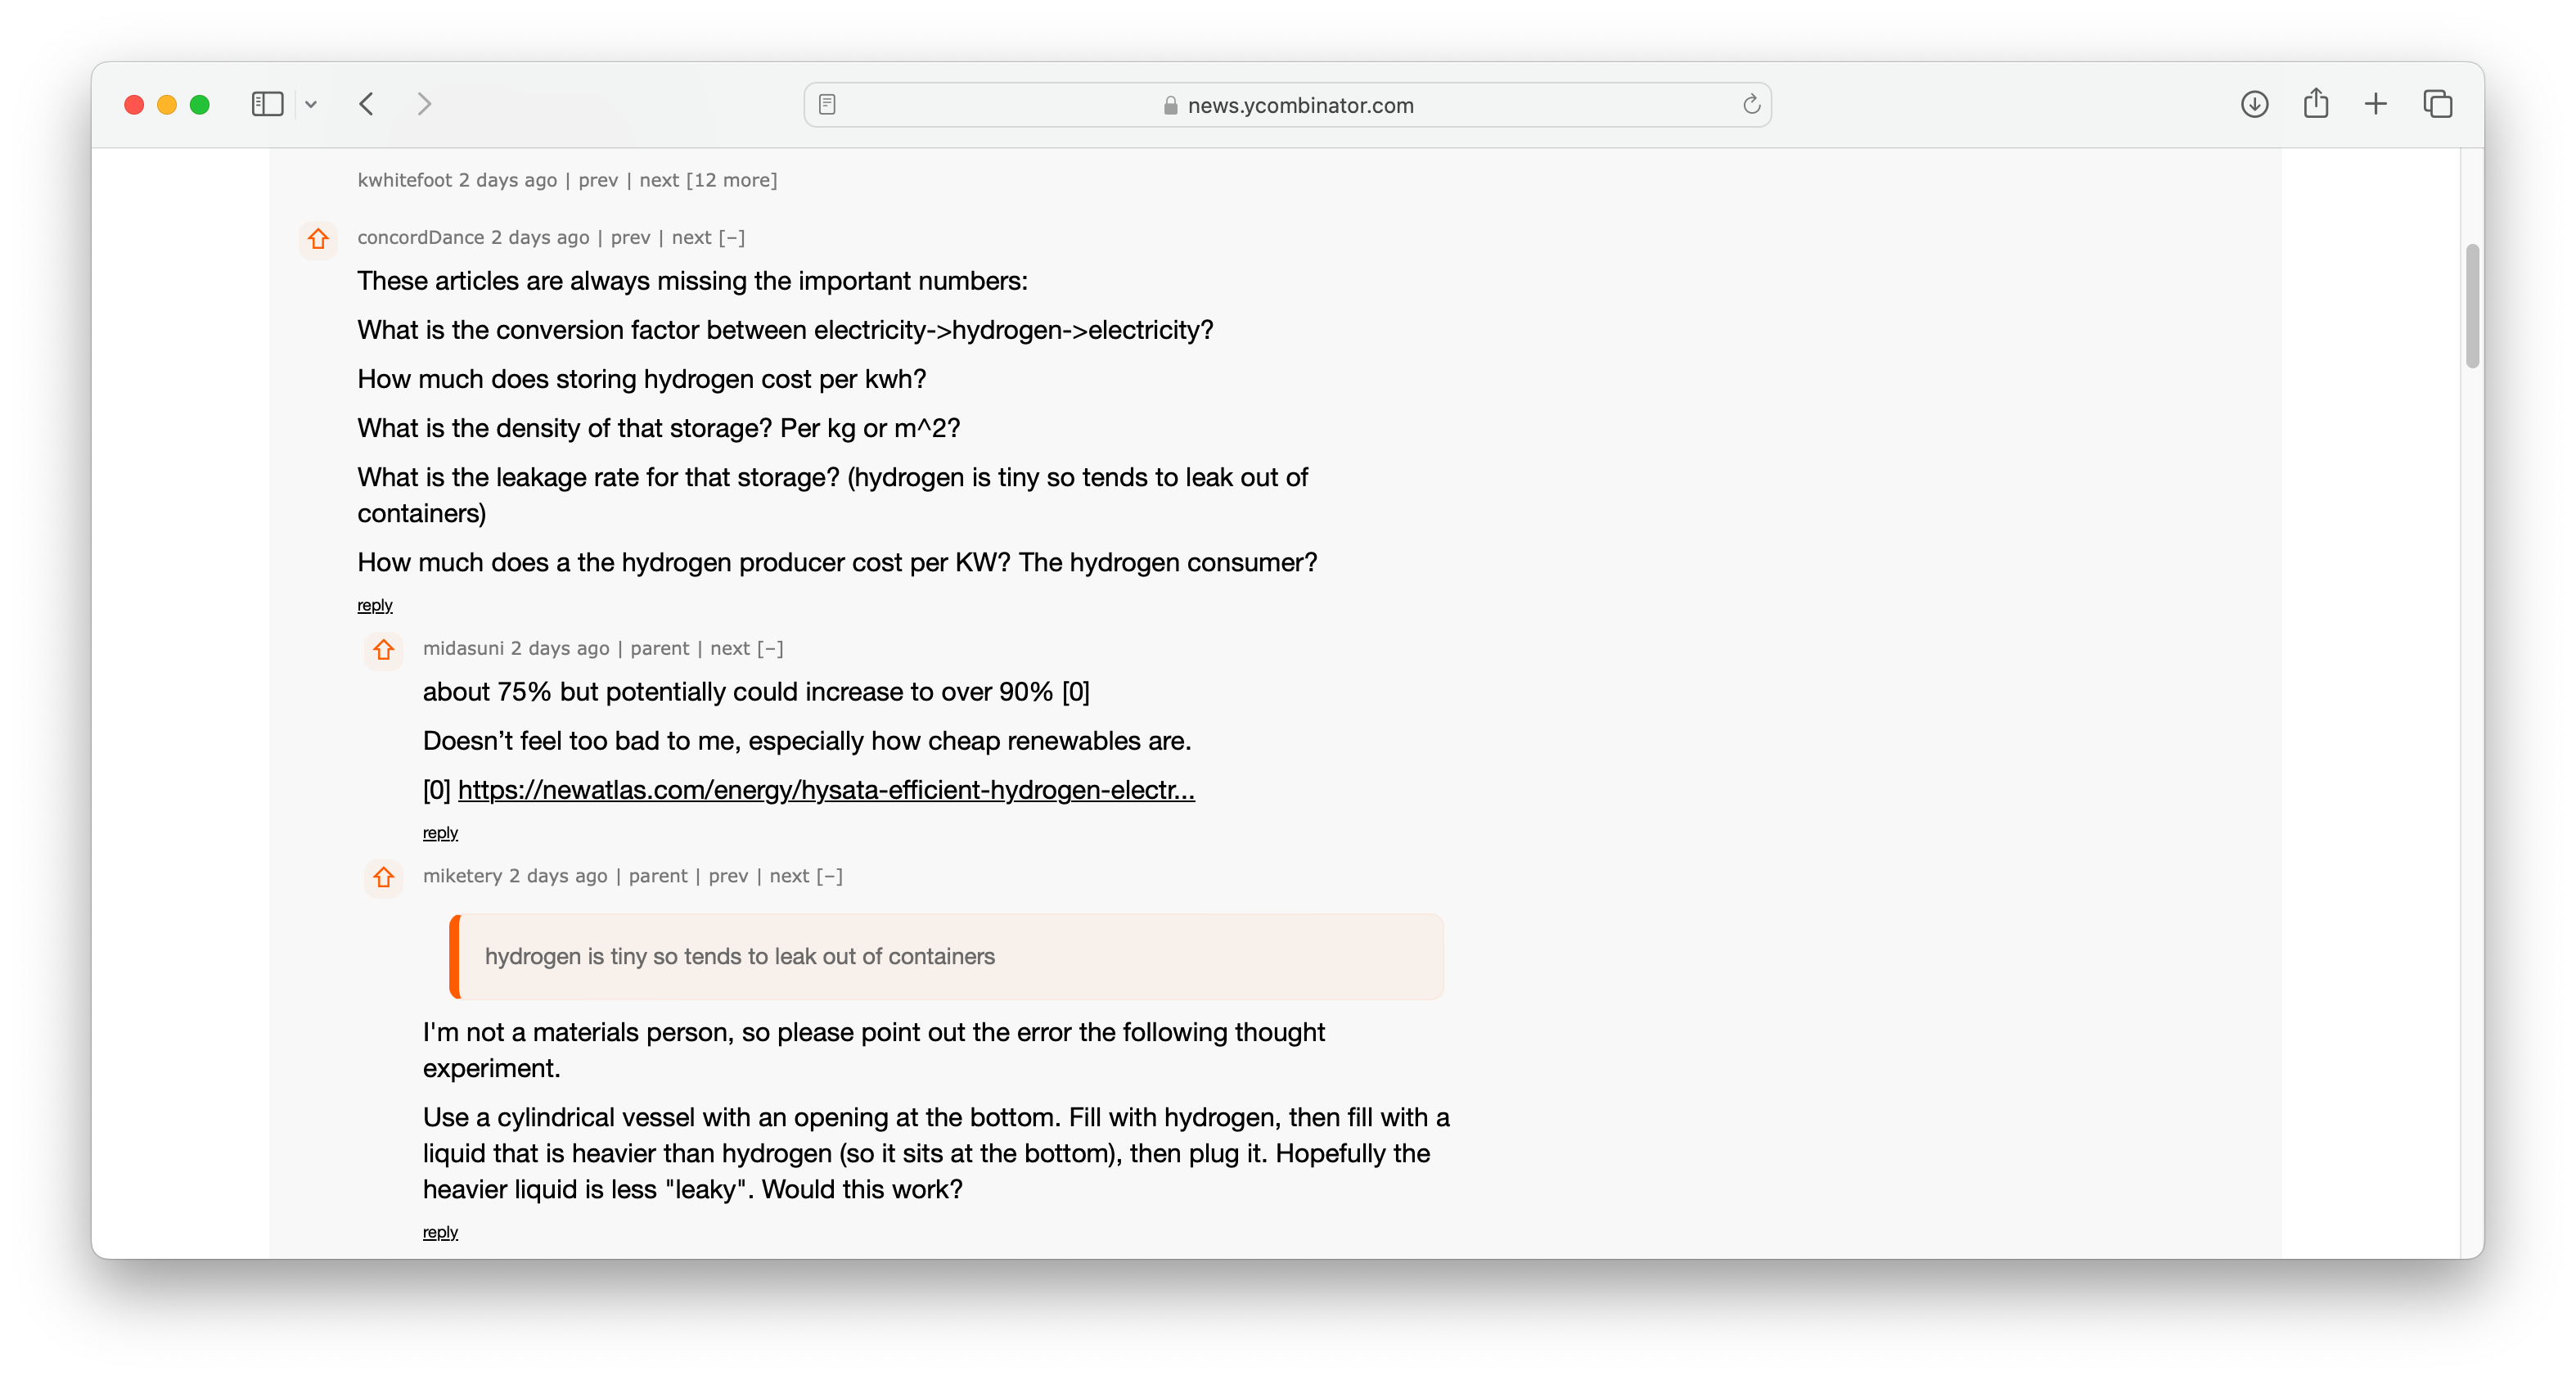 news.ycombinator.com
kwhitefoot 2 days ago | prev | next [12 more]
concordDance 2 days ago | prev | next [–]
These articles are always missing the important numbers:
What is the conversion factor between electricity->hydrogen->electricity?
How much does storing hydrogen cost per kwh?
What is the density of that storage? Per kg or m^2?
What is the leakage rate for that storage? (hydrogen is tiny so tends to leak out of
containers)
How much does a the hydrogen producer cost per KW? The hydrogen consumer?
reply
midasuni 2 days ago | parent | next [–]
about 75% but potentially could increase to over 90% [0]
Doesn’t feel too bad to me, especially how cheap renewables are.
[0] https://newatlas.com/energy/hysata-efficient-hydrogen-electr...
reply
miketery 2 days ago | parent | prev | next [–]
hydrogen is tiny so tends to leak out of containers
I'm not a materials person, so please point out the error the following thought
experiment.
Use a cylindrical vessel with an opening at the bottom. Fill with hydrogen, then fill with a
liquid that is heavier than hydrogen (so it sits at the bottom), then plug it. Hopefully the
heavier liquid is less "leaky". Would this work?
reply